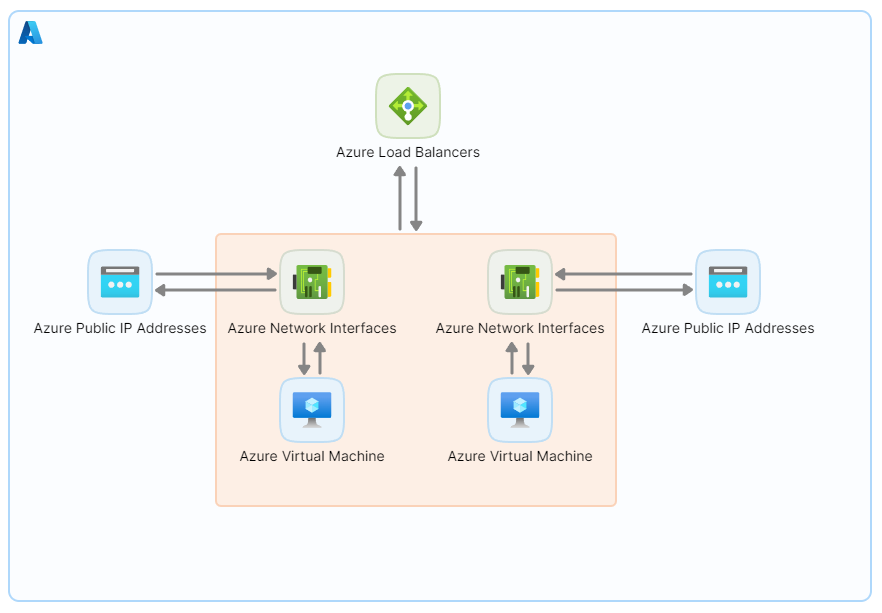 Azure Load Balancers
Azure Public IP Addresses
Azure Network Interfaces
Azure Network Interfaces
Azure Public IP Addresses
Azure Virtual Machine
Azure Virtual Machine